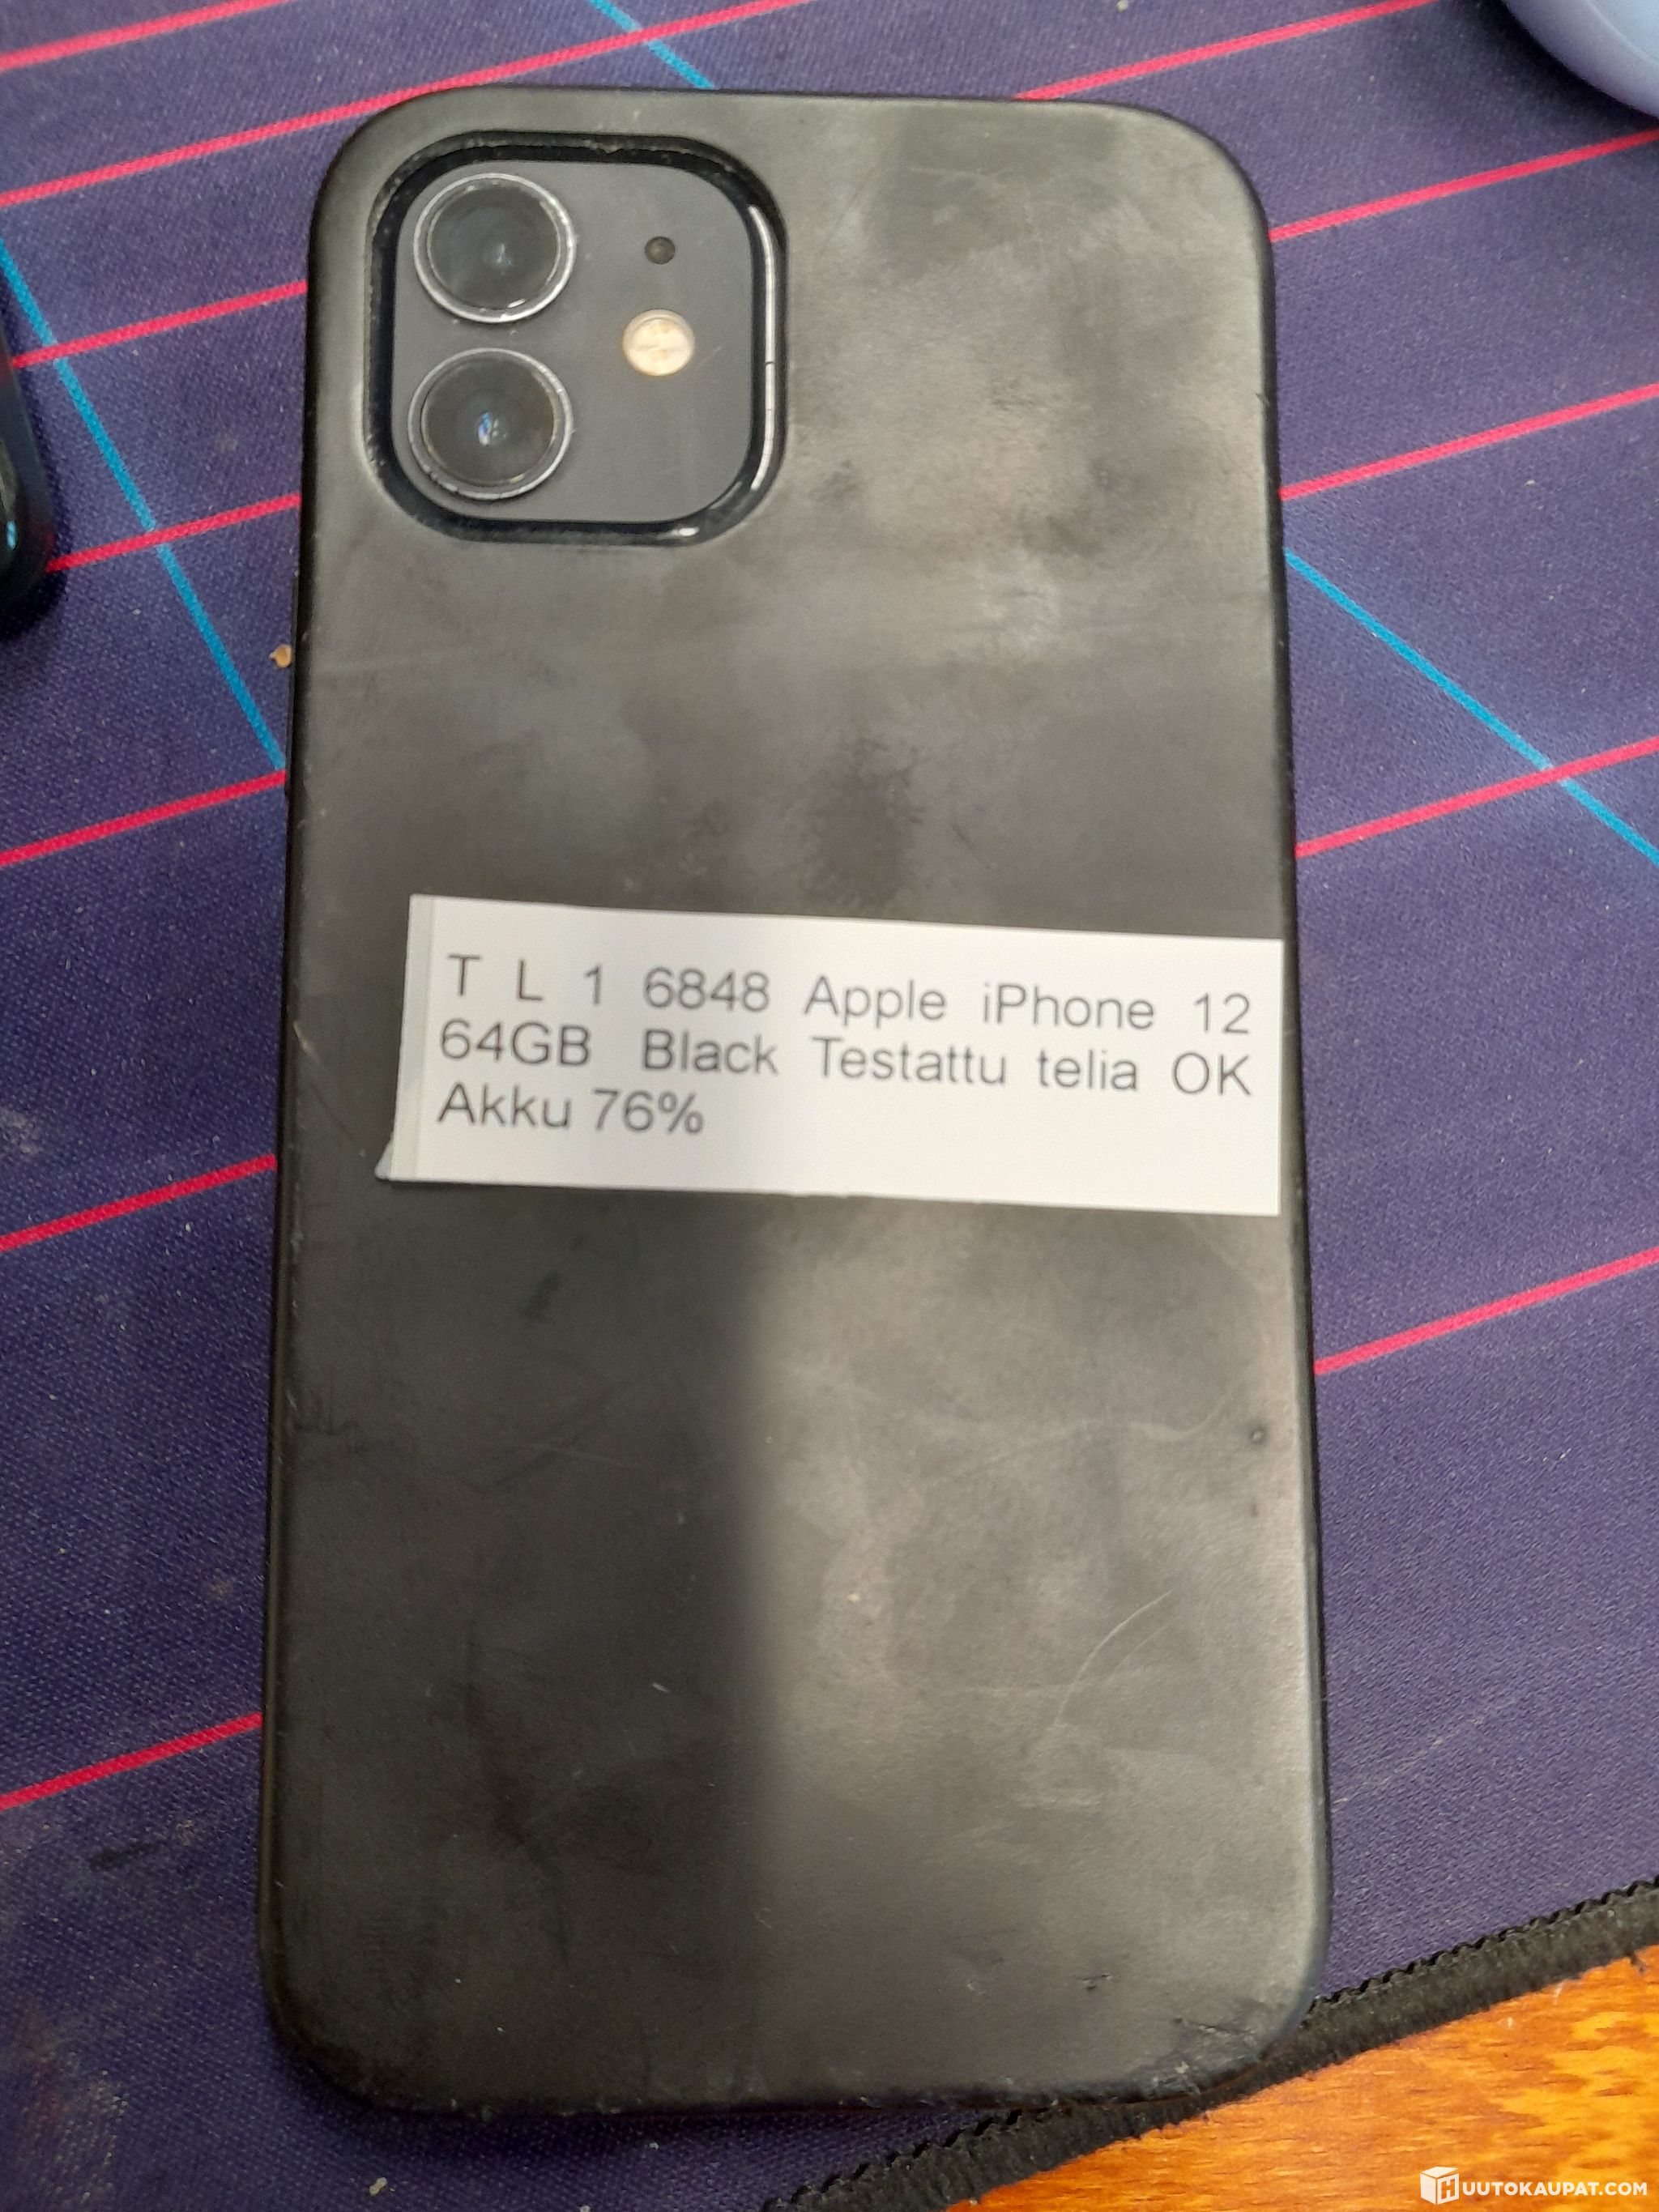 T L 1 6848 Apple iPhone 12
64GB Black Testattu telia OK
Akku 76%
HUUTOKAUPAT.COM